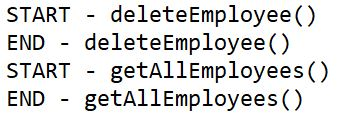 START - deleteEmployee()
END - deleteEmployee()
START - getAllEmployees()
END - getAllEmployees()